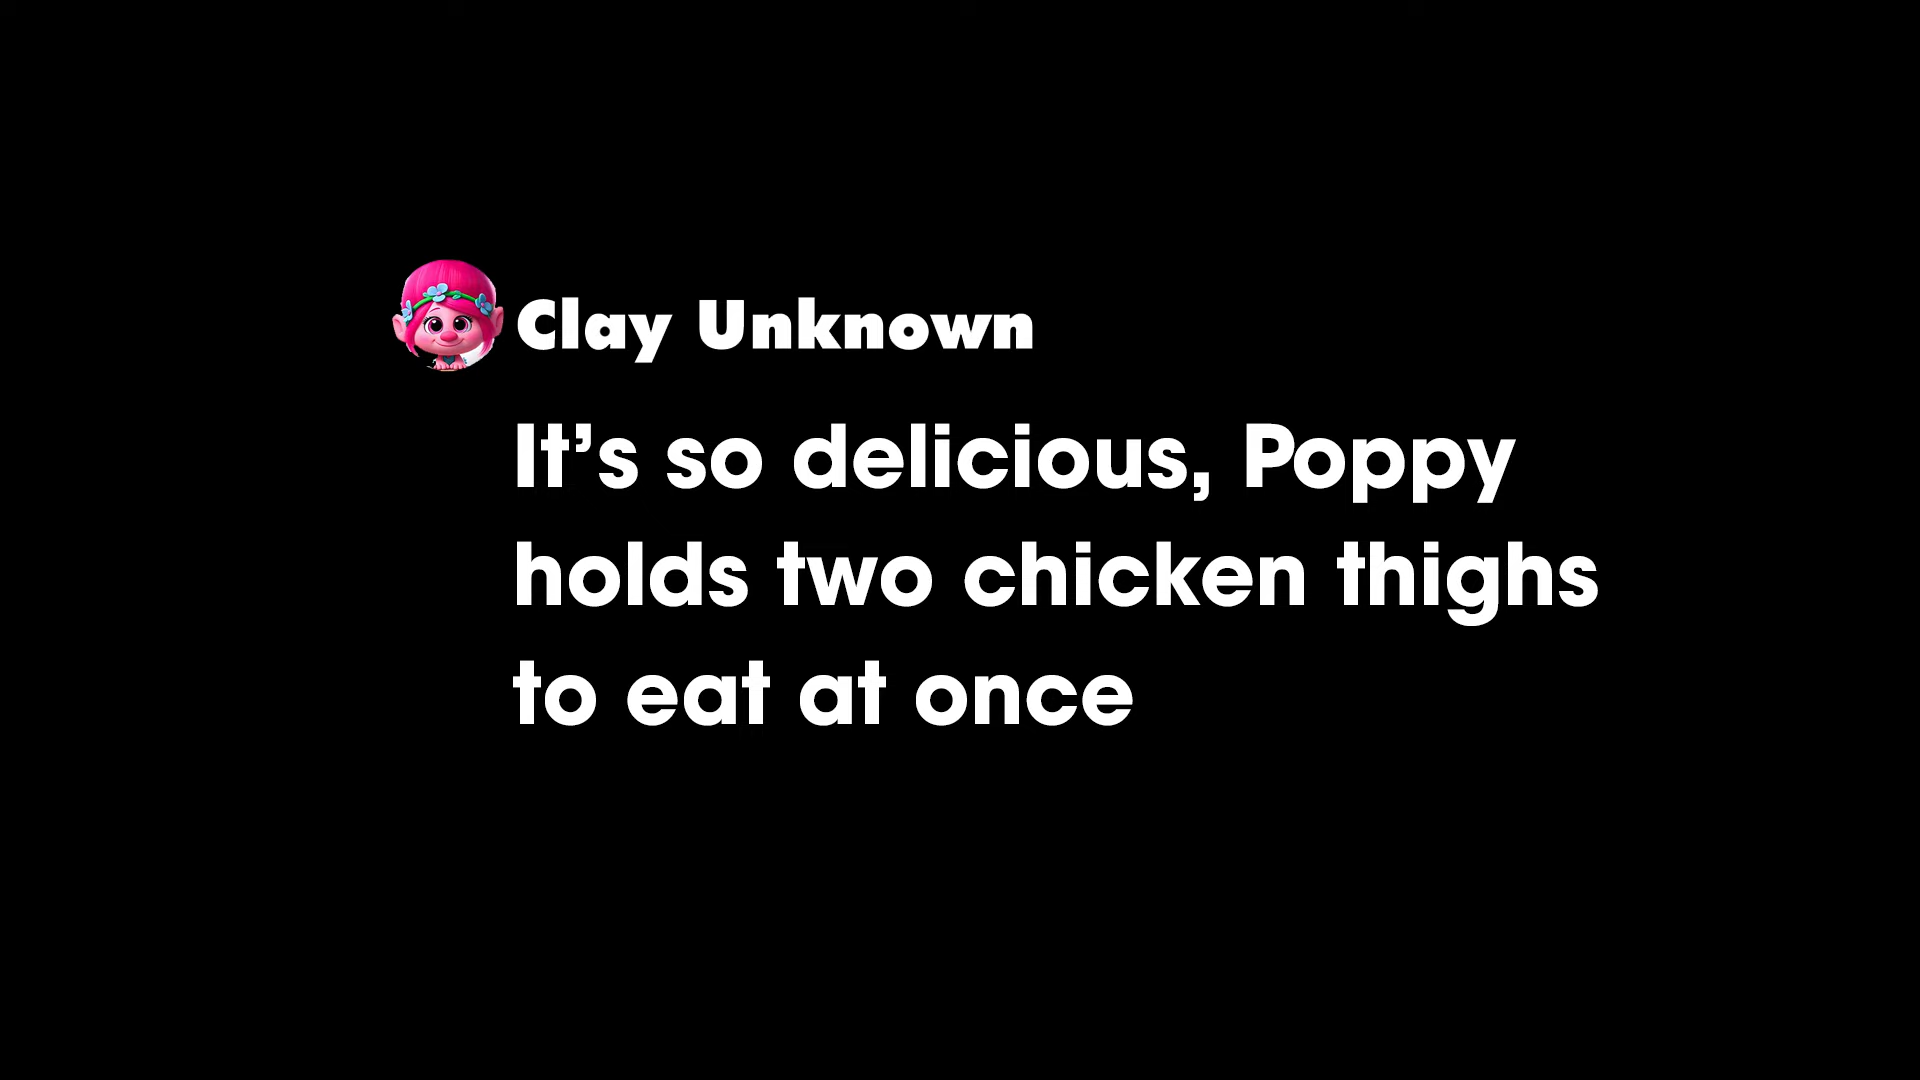 Clay Unknown
It’s so delicious, Poppy
holds two chicken thighs
to eat at once